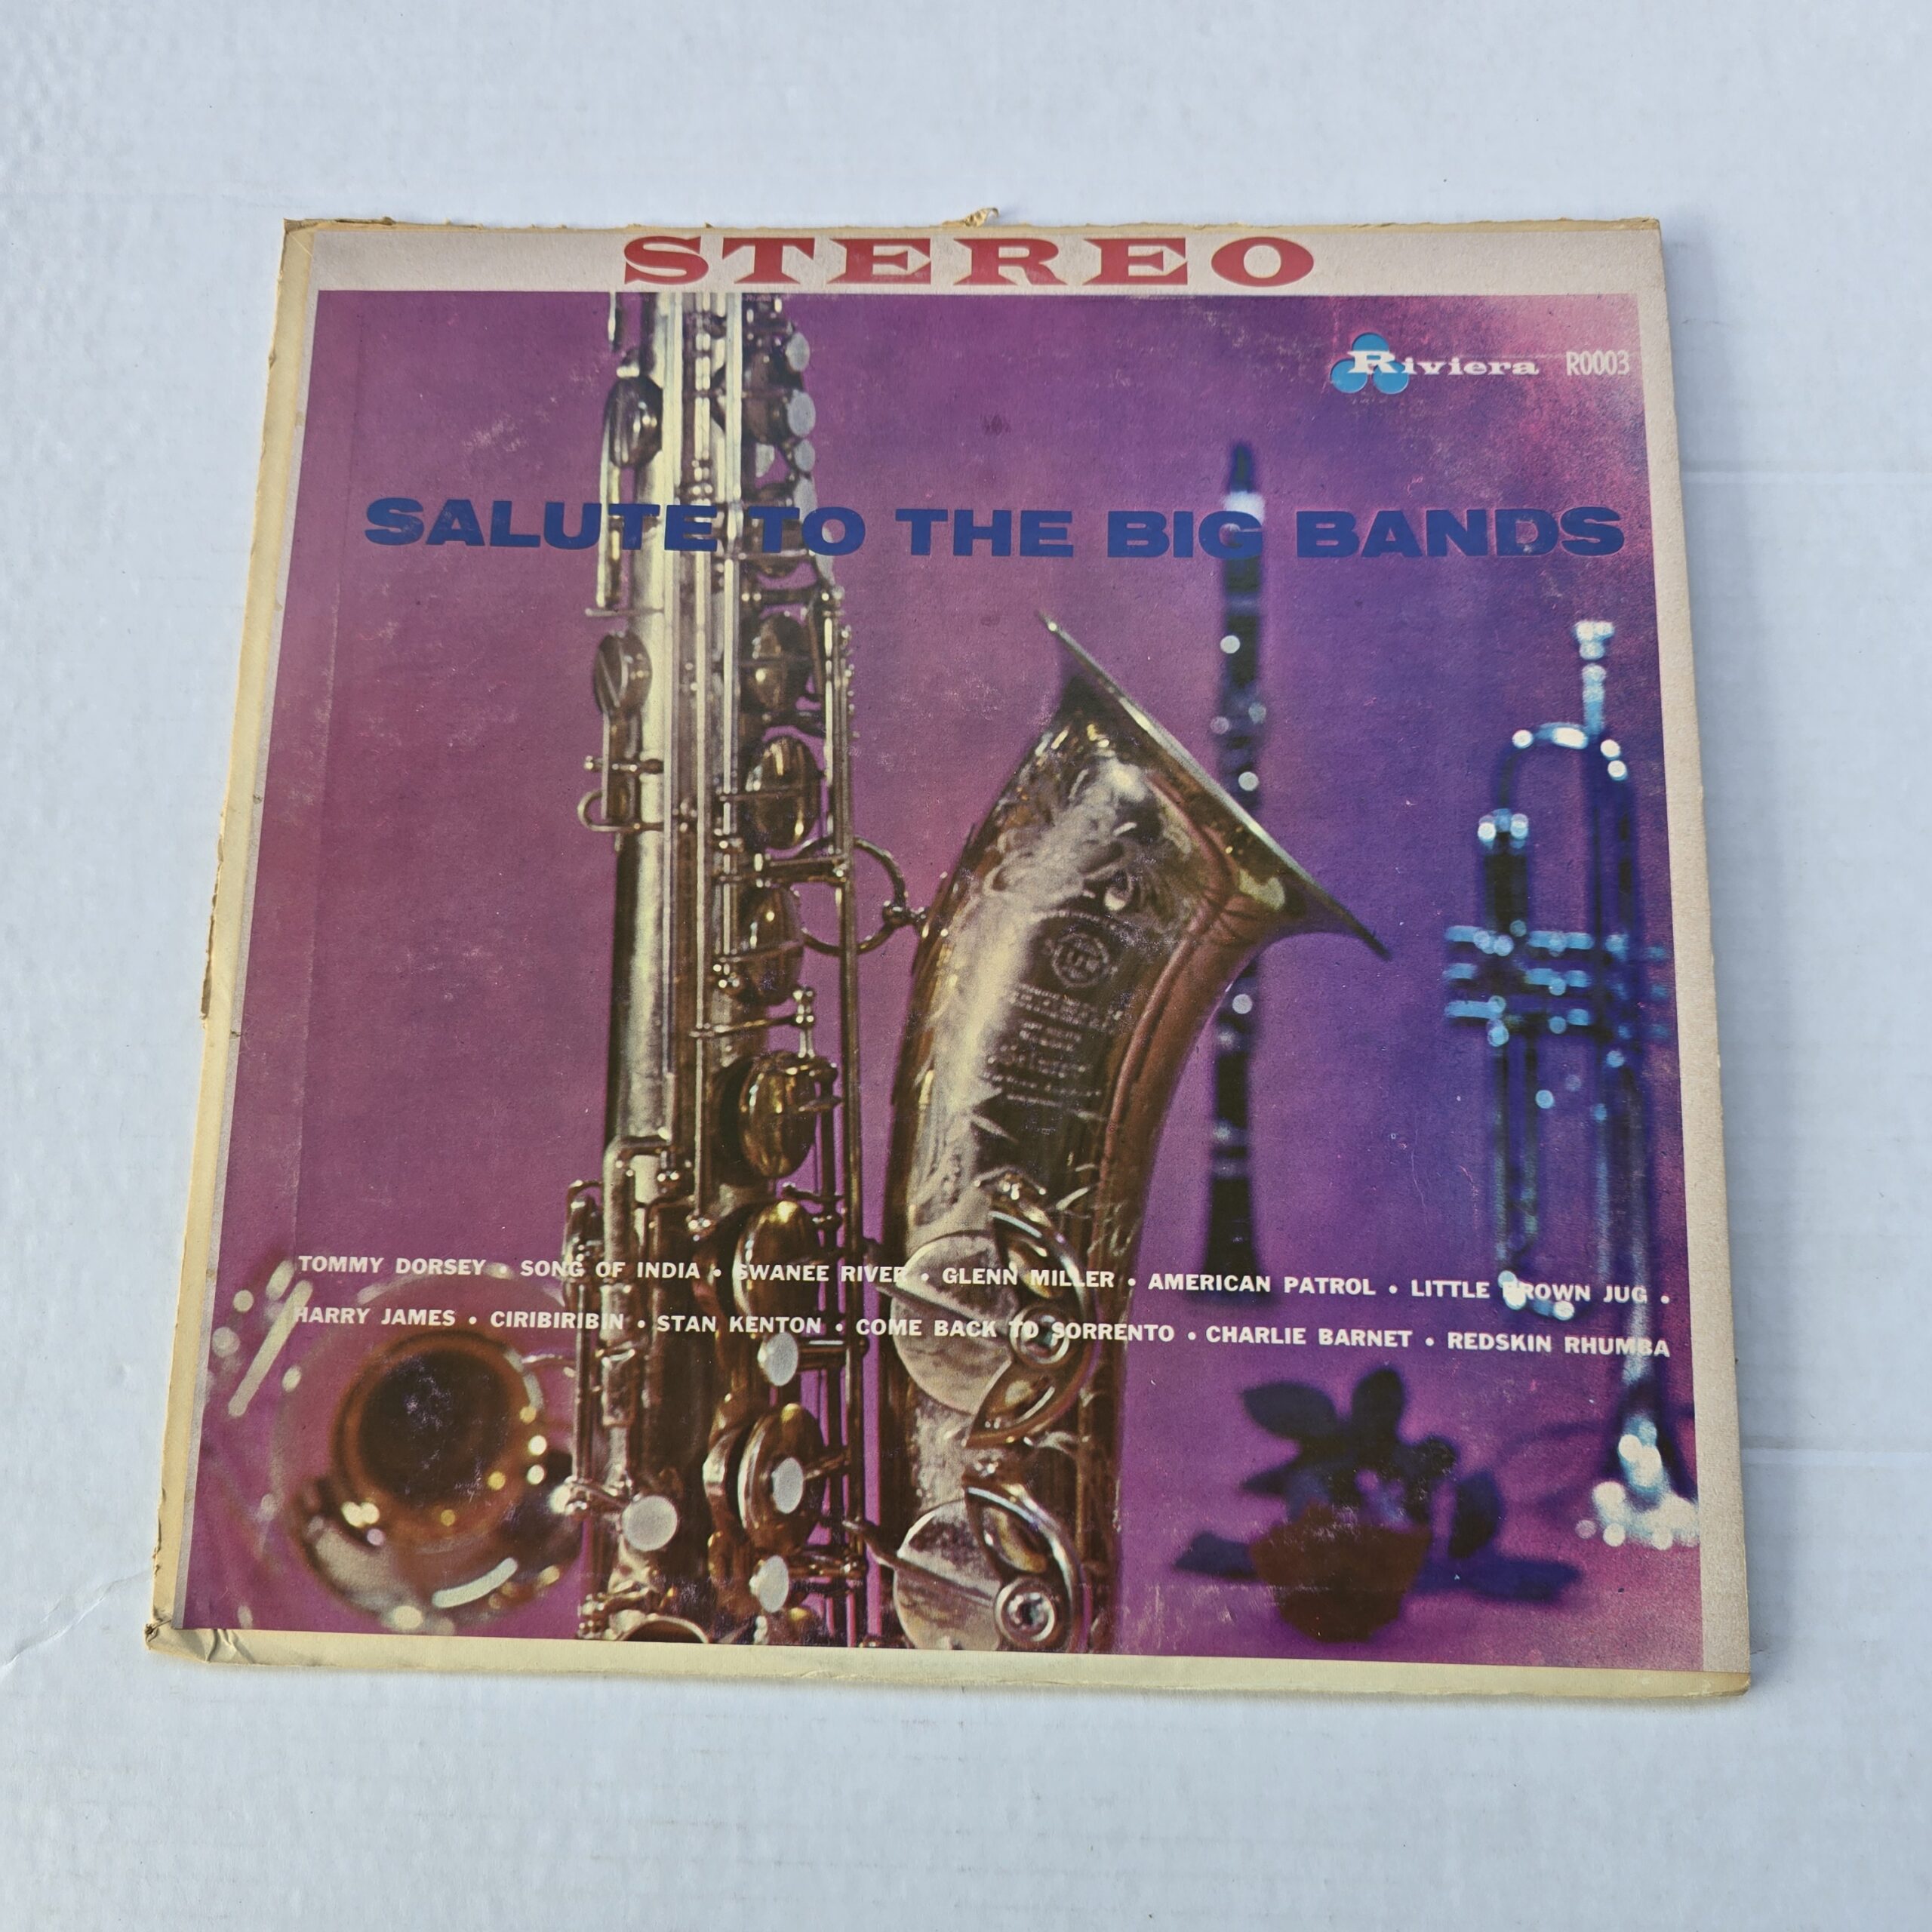 STEREO
Riviera R0003
SALUTE TO THE BIG BANDS
TOMMY DORSEY • SONG OF INDIA • SWANEE RIVER • GLENN MILLER • AMERICAN PATROL • LITTLE BROWN JUG •
HARRY JAMES • CIRIBIRIBIN • STAN KENTON • COME BACK TO SORRENTO • CHARLIE BARNET • REDSKIN RHUMBA